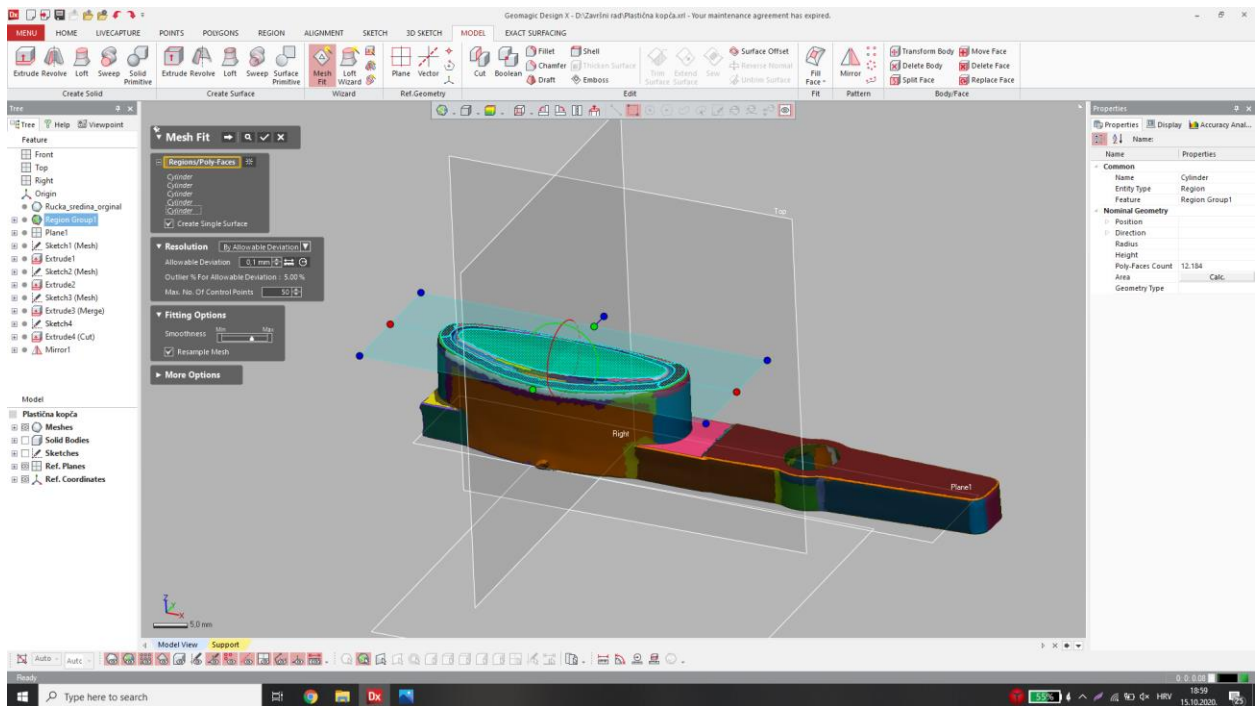 Geomagic Design X - D:\Završni rad\Plastična kopča.xrl - Your maintenance agreement has expired.
MENU HOME LIVECAPTURE POINTS POLYGONS REGION ALIGNMENT SKETCH 3D SKETCH MODEL EXACT SURFACING
Extrude Revolve Loft Sweep Solid Primitive
Create Solid
Extrude Revolve Loft Sweep Surface Primitive
Create Surface
Mesh Fit Loft Wizard
Wizard
Plane Vector
Ref.Geometry
Cut Boolean
Fillet Shell
Chamfer Thicken Surface
Draft Emboss
Trim Surface Extend Surface Sew
Surface Offset
Reverse Normal
Untrim Surface
Edit
Fill Face
Fit
Mirror
Pattern
Transform Body Move Face
Delete Body Delete Face
Split Face Replace Face
Body/Face
Tree
Tree Help Viewpoint
Feature
Front
Top
Right
Origin
Rucka_sredina_orginal
Region Group1
Plane1
Sketch1 (Mesh)
Extrude1
Sketch2 (Mesh)
Extrude2
Sketch3 (Mesh)
Extrude3 (Merge)
Sketch4
Extrude4 (Cut)
Mirror1
Model
Plastična kopča
Meshes
Solid Bodies
Sketches
Ref. Planes
Ref. Coordinates
Mesh Fit
Regions/Poly-Faces
Cylinder
Cylinder
Cylinder
Cylinder
Cylinder
Create Single Surface
Resolution By Allowable Deviation
Allowable Deviation 0,1 mm
Outlier % For Allowable Deviation : 5.00 %
Max. No. Of Control Points 50
Fitting Options
Min Max
Smoothness
Resample Mesh
More Options
Top
Right
Plane1
Z
Y
X
5.0 mm
Properties
Properties Display Accuracy Anal...
Name:
Name Properties
Common
Name Cylinder
Entity Type Region
Feature Region Group1
Nominal Geometry
Position
Direction
Radius
Height
Poly-Faces Count 12.184
Area Calc.
Geometry Type
Model View Support
Auto Autc
Ready
0: 0: 0.08
Type here to search
Dx
55%
HRV
18:59
15.10.2020.
25